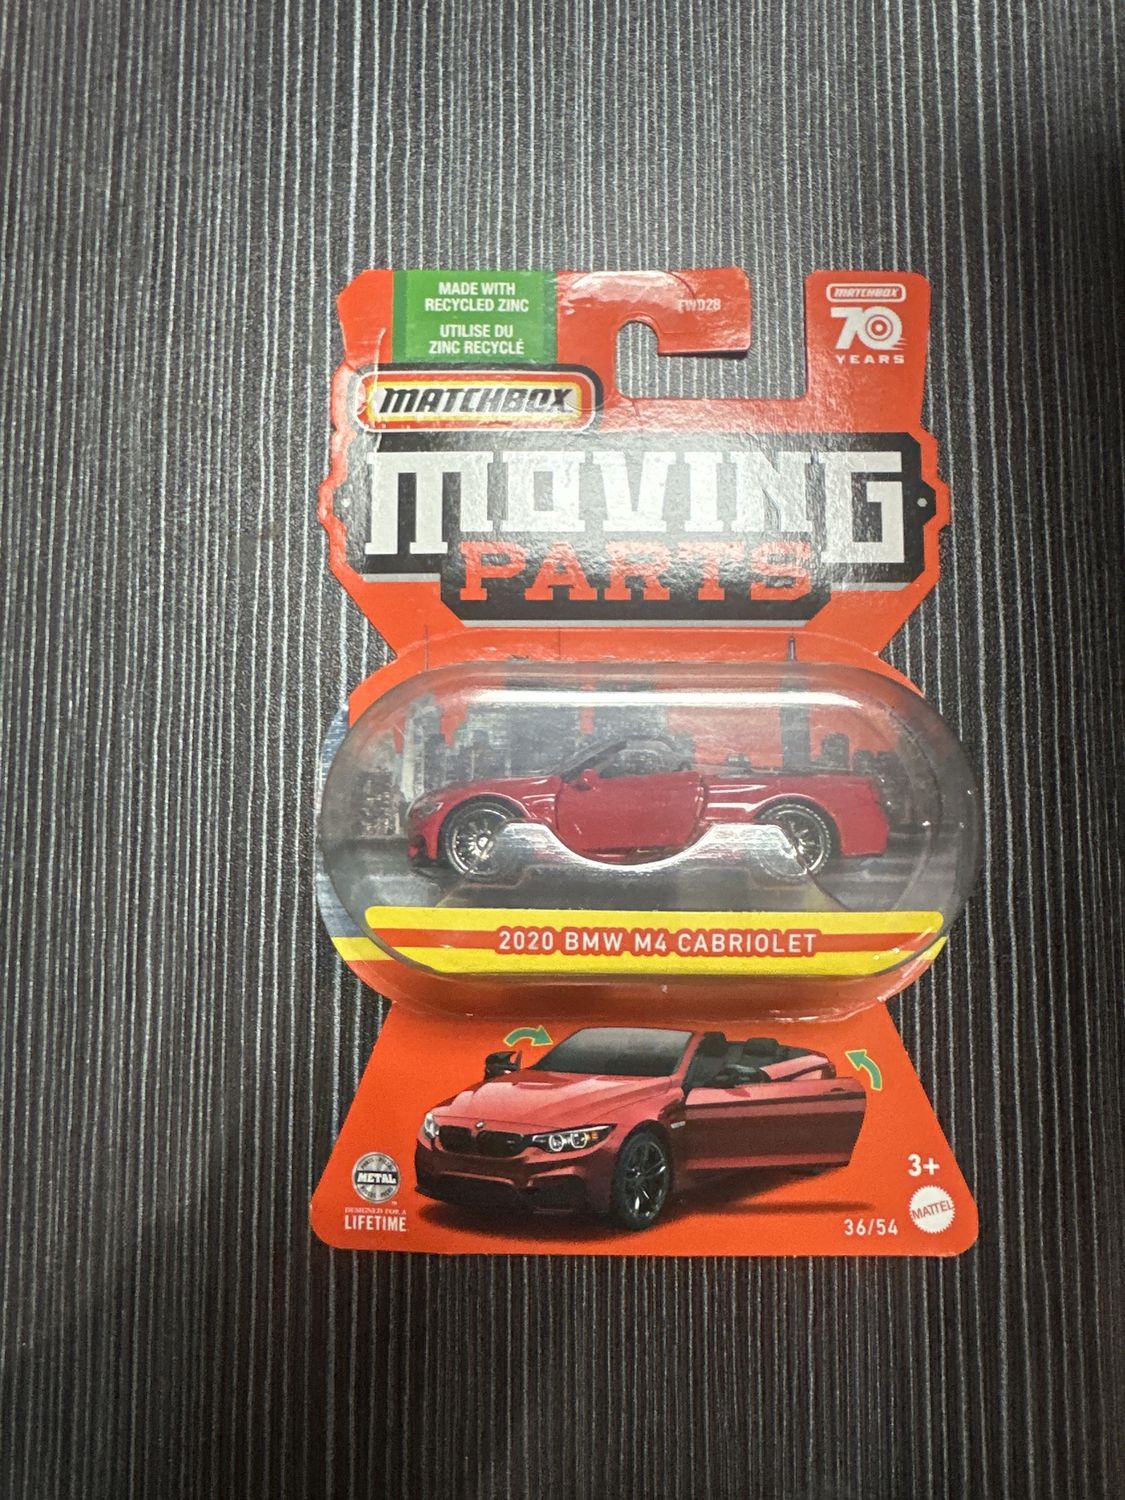 MADE WITH
RECYCLED ZINC
UTILISE DU
ZINC RECYCLÉ
FWD28
MATCHBOX
70
YEARS
MATCHBOX
MOVING
PARTS
2020 BMW M4 CABRIOLET
METAL
DESIGNED FOR A
LIFETIME
3+
MATTEL
36/54